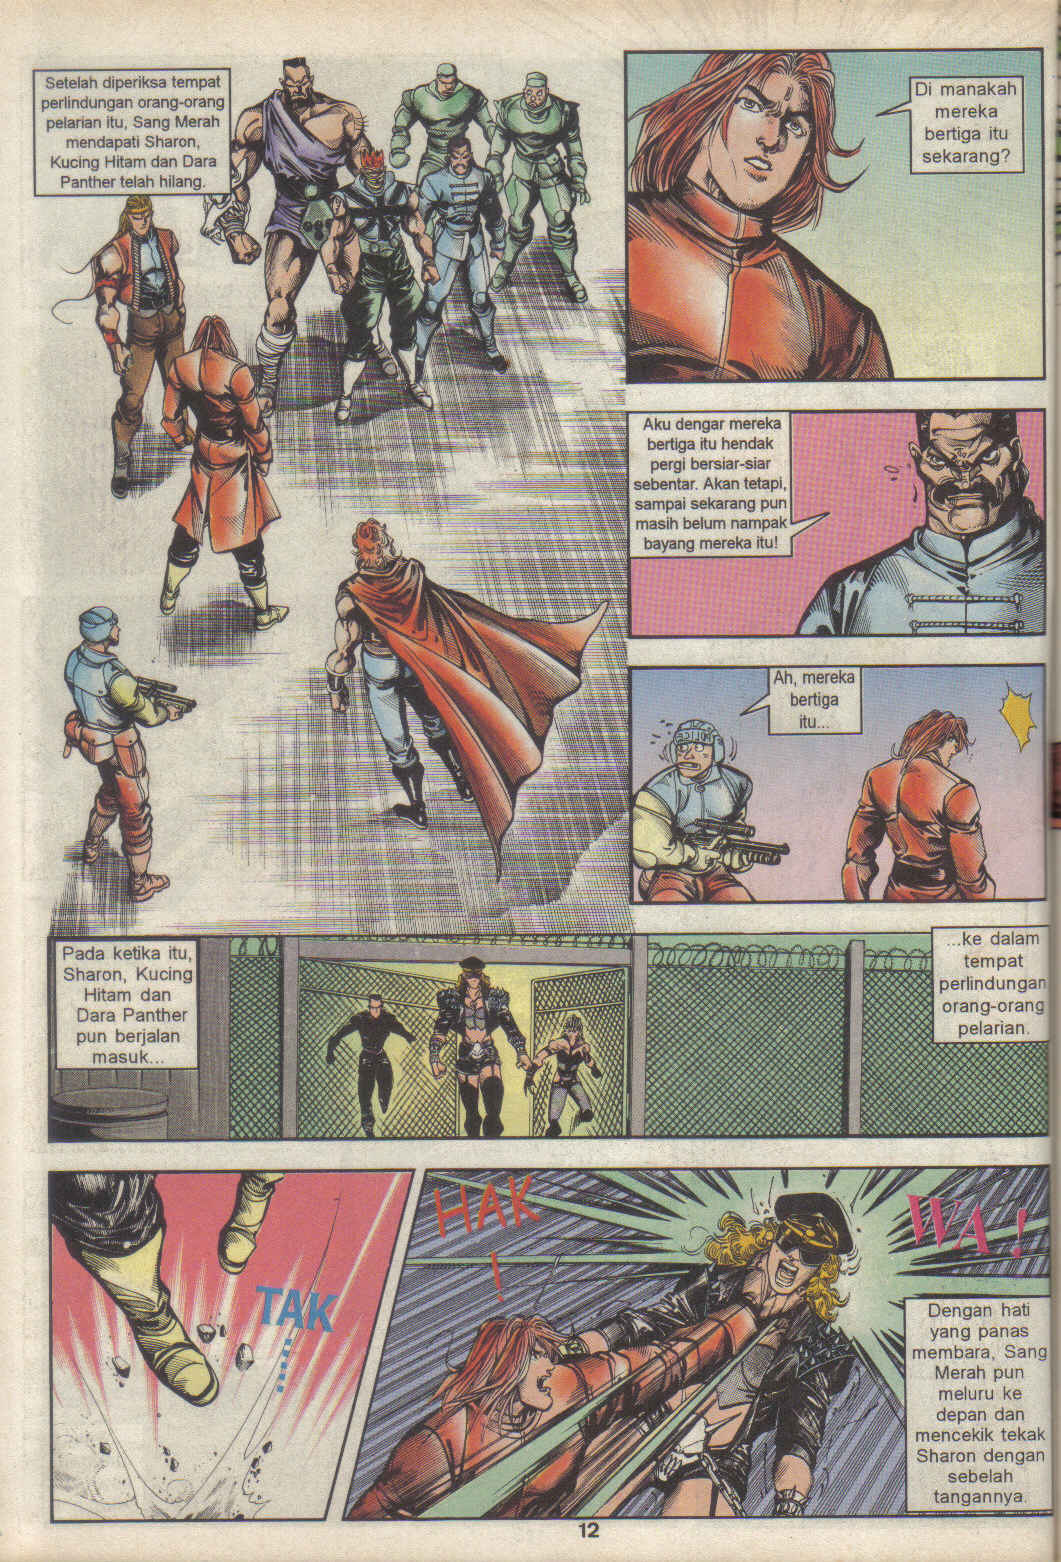 Setelah diperiksa tempat
perlindungan orang-orang
pelarian itu, Sang Merah
mendapati Sharon,
Kucing Hitam dan Dara
Panther telah hilang.
Di manakah
mereka
bertiga itu
sekarang?
Aku dengar mereka
bertiga itu hendak
pergi bersiar-siar
sebentar. Akan tetapi,
sampai sekarang pun
masih belum nampak
bayang mereka itu!
Ah, mereka
bertiga
itu...
Pada ketika itu,
Sharon, Kucing
Hitam dan
Dara Panther
pun berjalan
masuk...
...ke dalam
tempat
perlindungan
orang-orang
pelarian.
TAK
......
HAK
!
WA!
Dengan hati
yang panas
membara, Sang
Merah pun
meluru ke
depan dan
mencekik tekak
Sharon dengan
sebelah
tangannya.
12